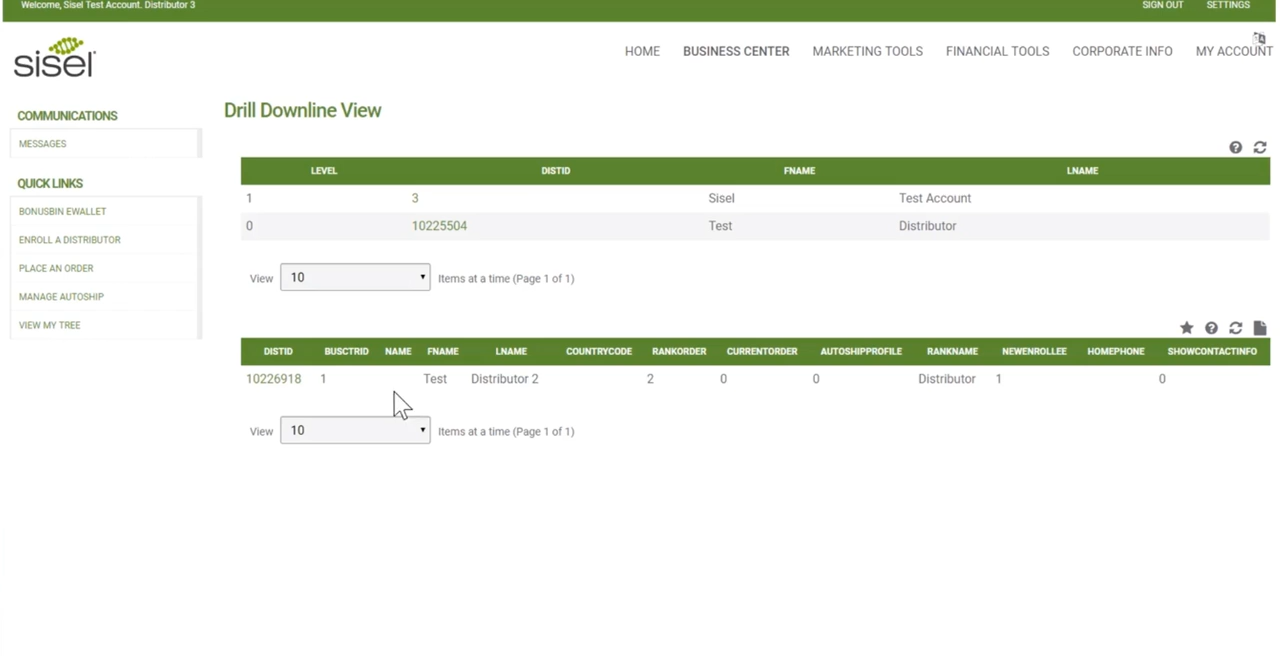 Welcome, Sisel Test Account. Distributor 3
SIGN OUT SETTINGS
sisel
HOME BUSINESS CENTER MARKETING TOOLS FINANCIAL TOOLS CORPORATE INFO MY ACCOUNT
COMMUNICATIONS
MESSAGES
QUICK LINKS
BONUSBIN EWALLET
ENROLL A DISTRIBUTOR
PLACE AN ORDER
MANAGE AUTOSHIP
VIEW MY TREE
Drill Downline View
LEVEL DISTID FNAME LNAME
1 3 Sisel Test Account
0 10225504 Test Distributor
View 10 Items at a time (Page 1 of 1)
DISTID BUSCTRID NAME FNAME LNAME COUNTRYCODE RANKORDER CURRENTORDER AUTOSHIPPROFILE RANKNAME NEWENROLLEE HOMEPHONE SHOWCONTACTINFO
10226918 1 Test Distributor 2 2 0 0 Distributor 1 0
View 10 Items at a time (Page 1 of 1)